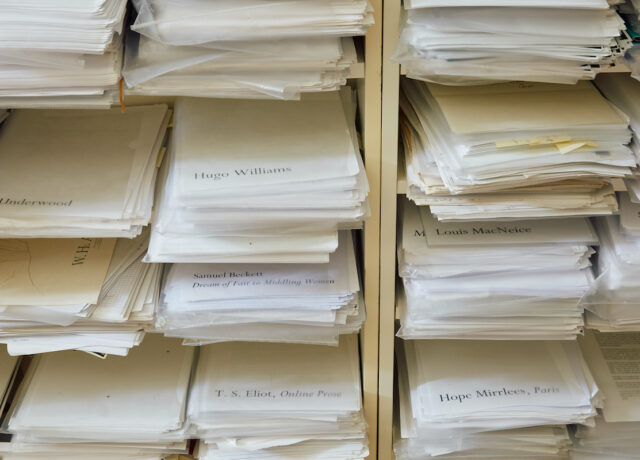 Hugo Williams
Underwood
W.H.Y
Samuel Beckett
Dream of Fair to Middling Women
T. S. Eliot, Online Prose
M
Louis MacNeice
Hope Mirrlees, Paris